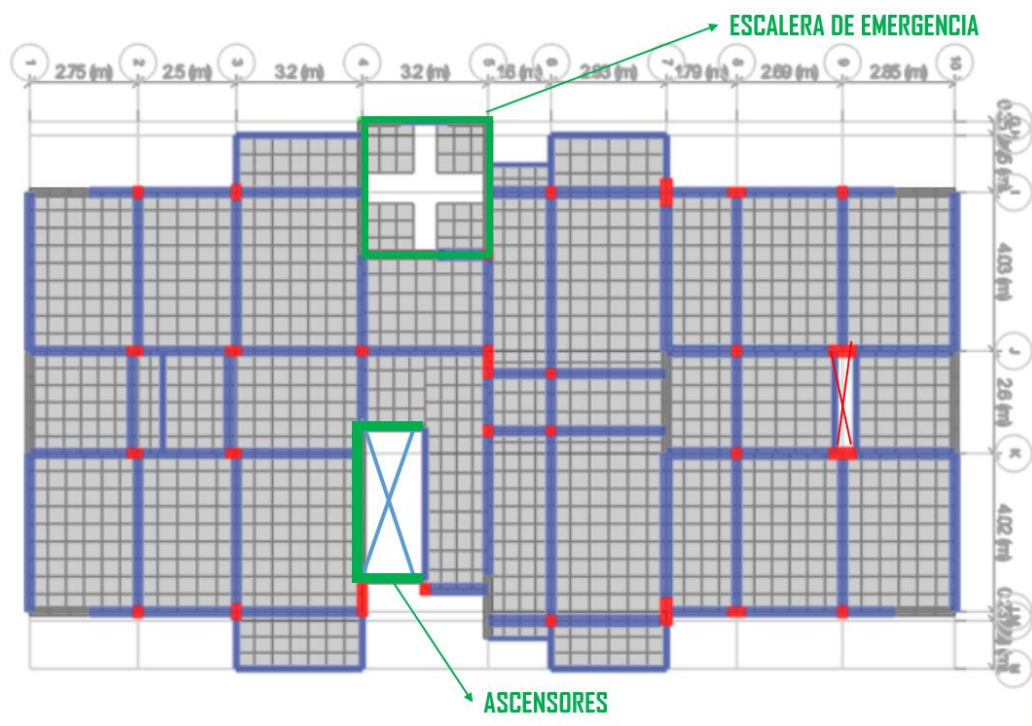 ESCALERA DE EMERGENCIA
1 2 3 4 5 6 7 8 9 10
2.75 (m) 2.5 (m) 3.2 (m) 3.2 (m) 2.93 (m) 1.79 (m) 2.69 (m) 2.85 (m)
I
4.03 (m)
J
2.6 (m)
K
4.02 (m)
M
N
ASCENSORES